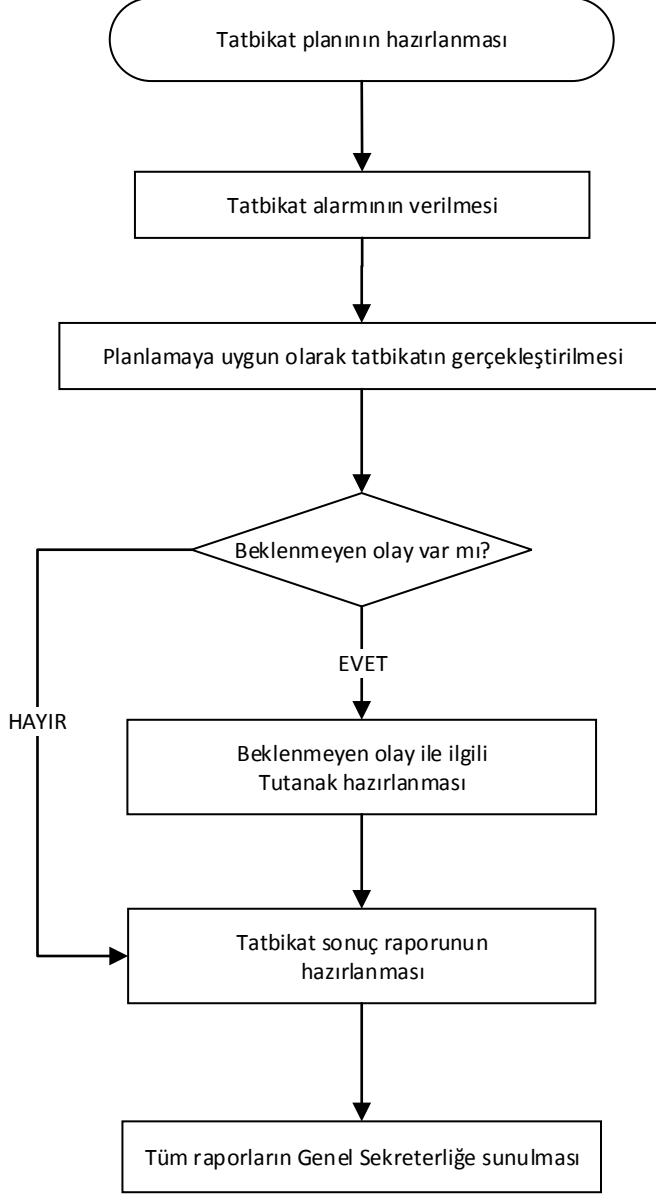 Tatbikat planının hazırlanması
Tatbikat alarmının verilmesi
Planlamaya uygun olarak tatbikatın gerçekleştirilmesi
Beklenmeyen olay var mı?
EVET
HAYIR
Beklenmeyen olay ile ilgili
Tutanak hazırlanması
Tatbikat sonuç raporunun
hazırlanması
Tüm raporların Genel Sekreterliğe sunulması